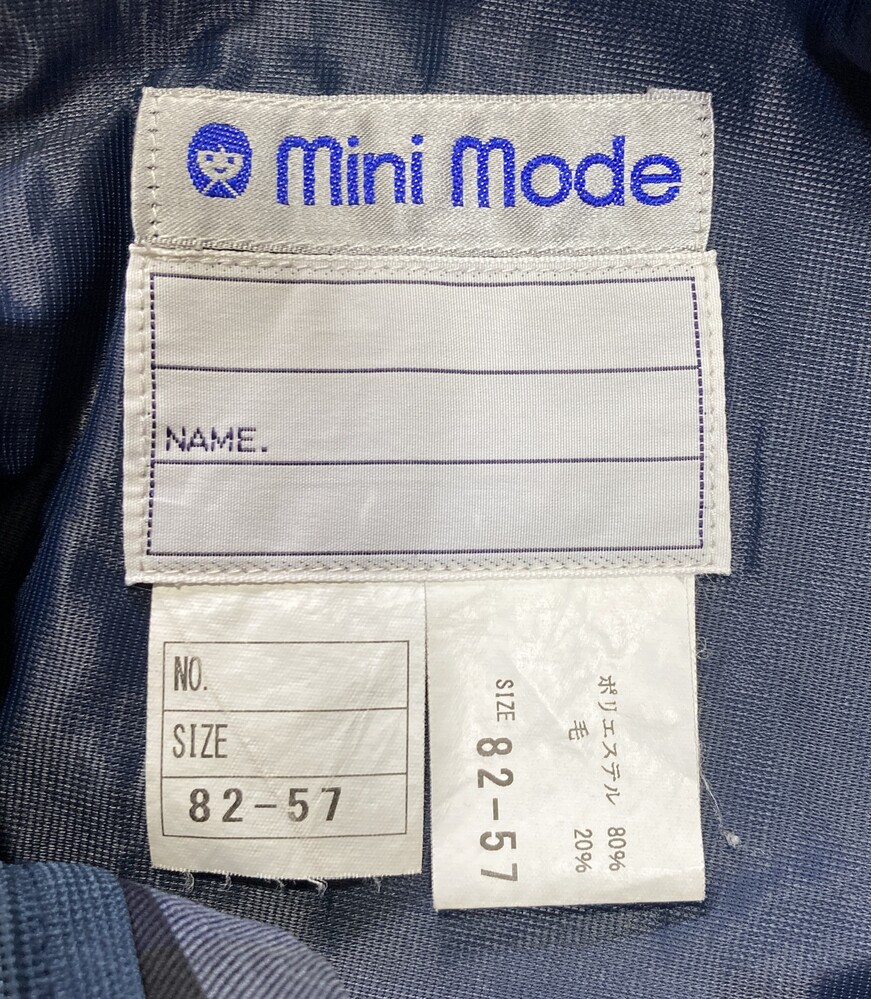 mini mode
NAME.
NO.
SIZE
82-57
ポリエステル 80%
毛 20%
SIZE 82-57